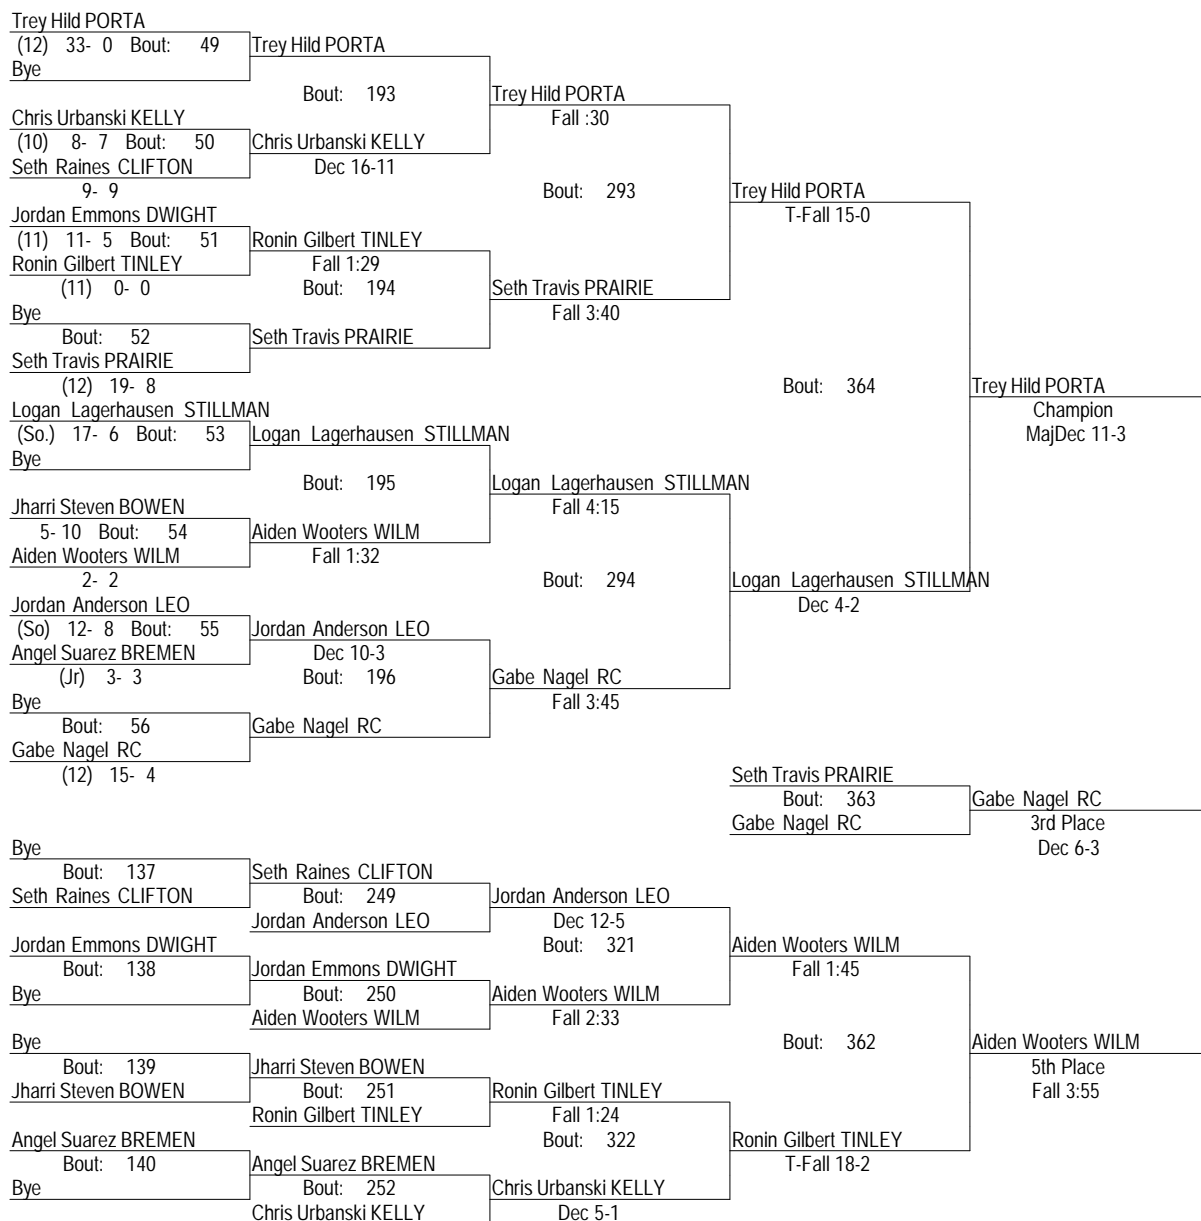 Trey Hild PORTA
(12) 33- 0 Bout: 49 Trey Hild PORTA
Bye
Bout: 193 Trey Hild PORTA
Chris Urbanski KELLY Fall :30
(10) 8- 7 Bout: 50 Chris Urbanski KELLY
Seth Raines CLIFTON Dec 16-11
9- 9 Bout: 293 Trey Hild PORTA
Jordan Emmons DWIGHT T-Fall 15-0
(11) 11- 5 Bout: 51 Ronin Gilbert TINLEY
Ronin Gilbert TINLEY Fall 1:29
(11) 0- 0 Bout: 194 Seth Travis PRAIRIE
Bye Fall 3:40
Bout: 52 Seth Travis PRAIRIE
Seth Travis PRAIRIE
(12) 19- 8 Bout: 364 Trey Hild PORTA
Logan Lagerhausen STILLMAN Champion
(So.) 17- 6 Bout: 53 Logan Lagerhausen STILLMAN MajDec 11-3
Bye
Bout: 195 Logan Lagerhausen STILLMAN
Jharri Steven BOWEN Fall 4:15
5- 10 Bout: 54 Aiden Wooters WILM
Aiden Wooters WILM Fall 1:32
2- 2 Bout: 294 Logan Lagerhausen STILLMAN
Jordan Anderson LEO Dec 4-2
(So) 12- 8 Bout: 55 Jordan Anderson LEO
Angel Suarez BREMEN Dec 10-3
(Jr) 3- 3 Bout: 196 Gabe Nagel RC
Bye Fall 3:45
Bout: 56 Gabe Nagel RC
Gabe Nagel RC
(12) 15- 4 Seth Travis PRAIRIE
Bout: 363 Gabe Nagel RC
Gabe Nagel RC 3rd Place
Bye Dec 6-3
Bout: 137 Seth Raines CLIFTON
Seth Raines CLIFTON Bout: 249 Jordan Anderson LEO
Jordan Anderson LEO Dec 12-5
Jordan Emmons DWIGHT Bout: 321 Aiden Wooters WILM
Bout: 138 Jordan Emmons DWIGHT Fall 1:45
Bye Bout: 250 Aiden Wooters WILM
Aiden Wooters WILM Fall 2:33
Bye Bout: 362 Aiden Wooters WILM
Bout: 139 Jharri Steven BOWEN 5th Place
Jharri Steven BOWEN Bout: 251 Ronin Gilbert TINLEY Fall 3:55
Ronin Gilbert TINLEY Fall 1:24
Angel Suarez BREMEN Bout: 322 Ronin Gilbert TINLEY
Bout: 140 Angel Suarez BREMEN T-Fall 18-2
Bye Bout: 252 Chris Urbanski KELLY
Chris Urbanski KELLY Dec 5-1